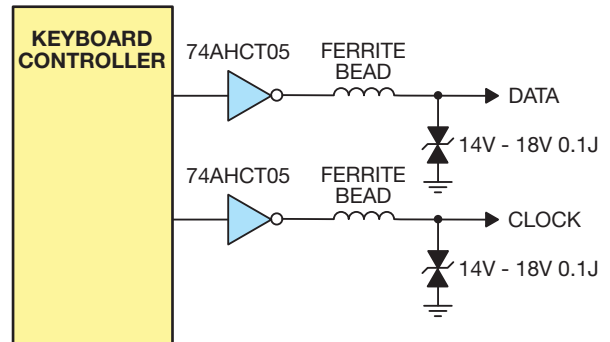 KEYBOARD
CONTROLLER
74AHCT05
FERRITE
BEAD
DATA
14V - 18V 0.1J
74AHCT05
FERRITE
BEAD
CLOCK
14V - 18V 0.1J